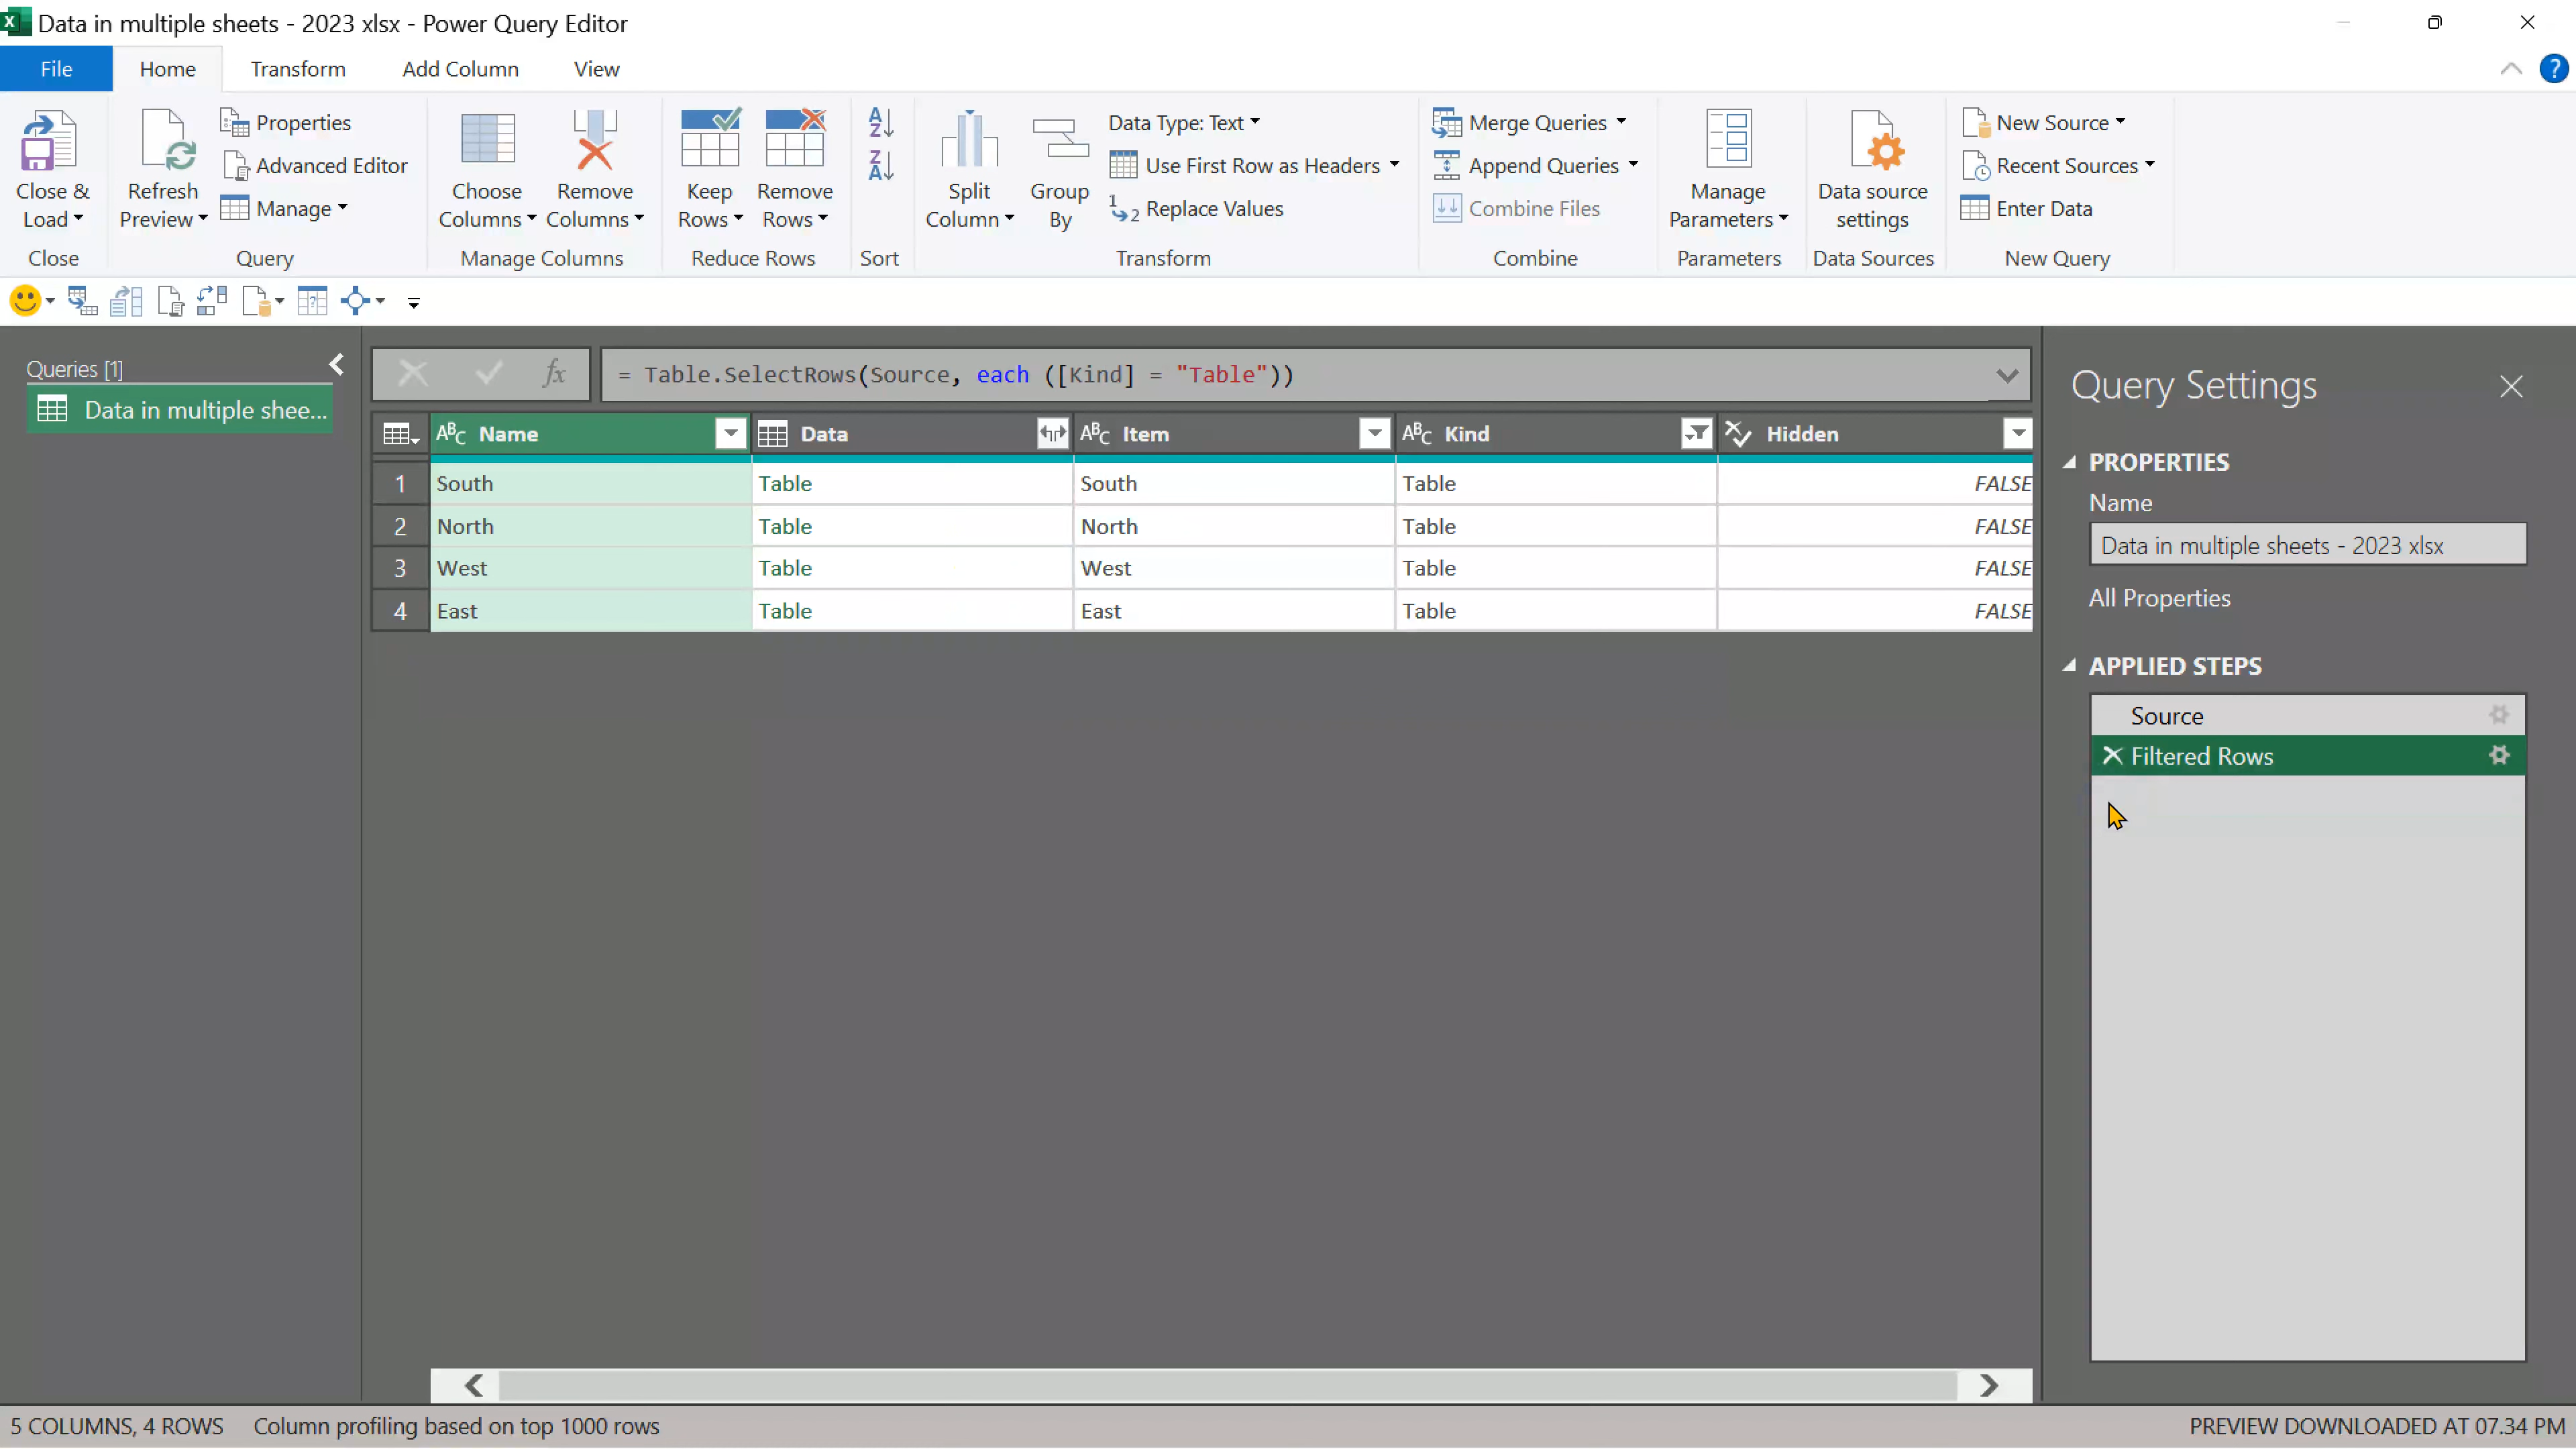 Data in multiple sheets - 2023 xlsx - Power Query Editor
File Home Transform Add Column View
Close & Load
Close
Refresh Preview
Properties
Advanced Editor
Manage
Query
Choose Columns
Remove Columns
Manage Columns
Keep Rows
Remove Rows
Reduce Rows
Sort
Split Column
Group By
Data Type: Text
Use First Row as Headers
Replace Values
Transform
Merge Queries
Append Queries
Combine Files
Combine
Manage Parameters
Parameters
Data source settings
Data Sources
New Source
Recent Sources
Enter Data
New Query
Queries [1]
Data in multiple shee...
fx = Table.SelectRows(Source, each ([Kind] = "Table"))
ABC Name Data ABC Item ABC Kind Hidden
1 South Table South Table FALSE
2 North Table North Table FALSE
3 West Table West Table FALSE
4 East Table East Table FALSE
Query Settings
PROPERTIES
Name
Data in multiple sheets - 2023 xlsx
All Properties
APPLIED STEPS
Source
Filtered Rows
5 COLUMNS, 4 ROWS Column profiling based on top 1000 rows
PREVIEW DOWNLOADED AT 07.34 PM